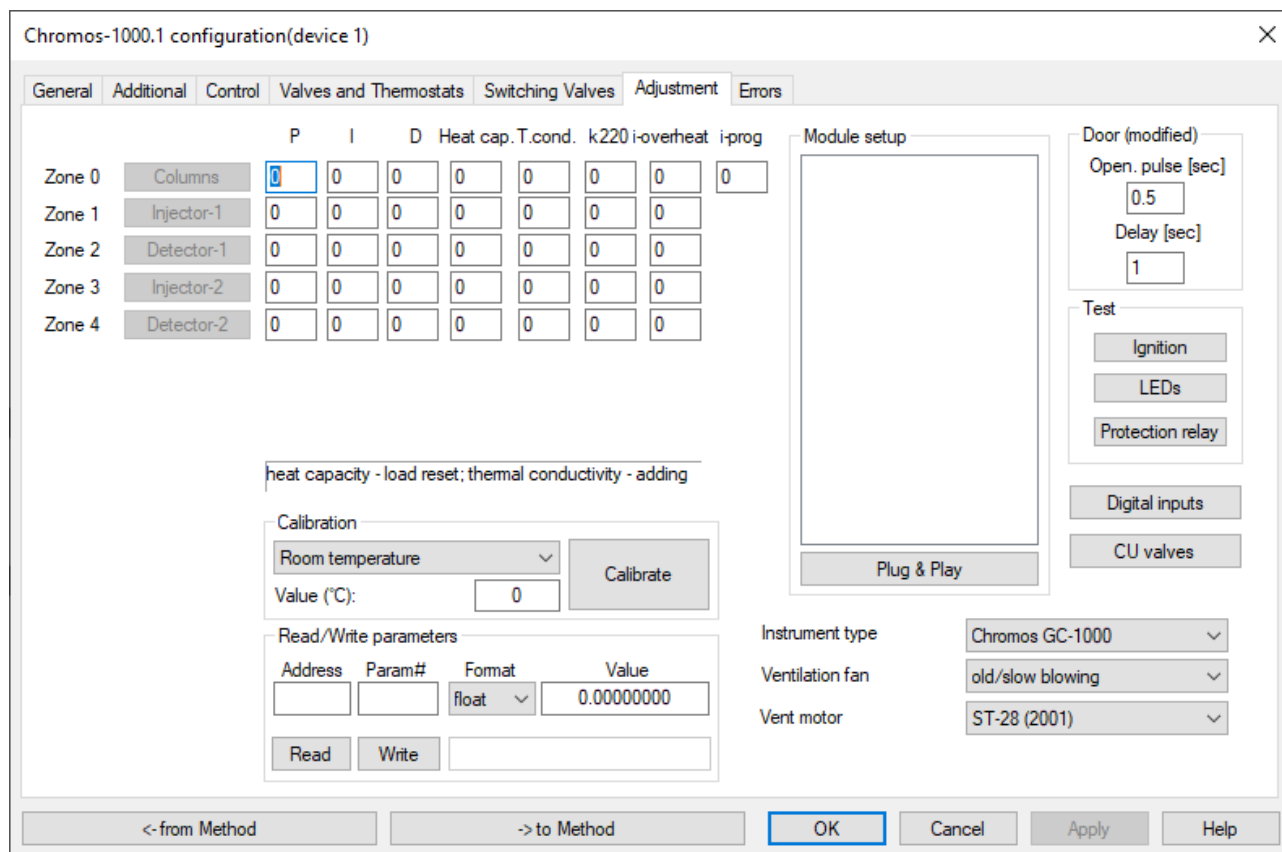 Chromos-1000.1 configuration(device 1)
General Additional Control Valves and Thermostats Switching Valves Adjustment Errors
P I D Heat cap. T.cond. k220 i-overheat i-prog
Zone 0 Columns 0 0 0 0 0 0 0 0
Zone 1 Injector-1 0 0 0 0 0 0 0
Zone 2 Detector-1 0 0 0 0 0 0 0
Zone 3 Injector-2 0 0 0 0 0 0 0
Zone 4 Detector-2 0 0 0 0 0 0 0
heat capacity - load reset; thermal conductivity - adding
Calibration
Room temperature
Calibrate
Value (°C): 0
Read/Write parameters
Address Param# Format Value
float 0.00000000
Read Write
Module setup
Plug & Play
Door (modified)
Open. pulse [sec]
0.5
Delay [sec]
1
Test
Ignition
LEDs
Protection relay
Digital inputs
CU valves
Instrument type Chromos GC-1000
Ventilation fan old/slow blowing
Vent motor ST-28 (2001)
<- from Method -> to Method OK Cancel Apply Help